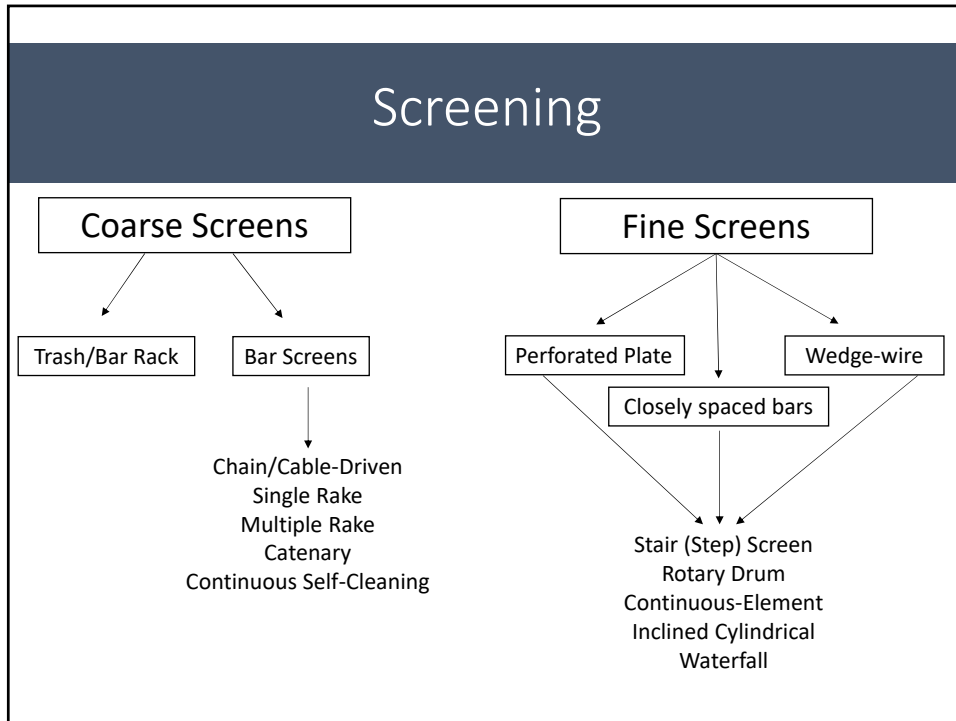 Screening
Coarse Screens
Trash/Bar Rack
Bar Screens
Chain/Cable-Driven
Single Rake
Multiple Rake
Catenary
Continuous Self-Cleaning
Fine Screens
Perforated Plate
Closely spaced bars
Wedge-wire
Stair (Step) Screen
Rotary Drum
Continuous-Element
Inclined Cylindrical
Waterfall